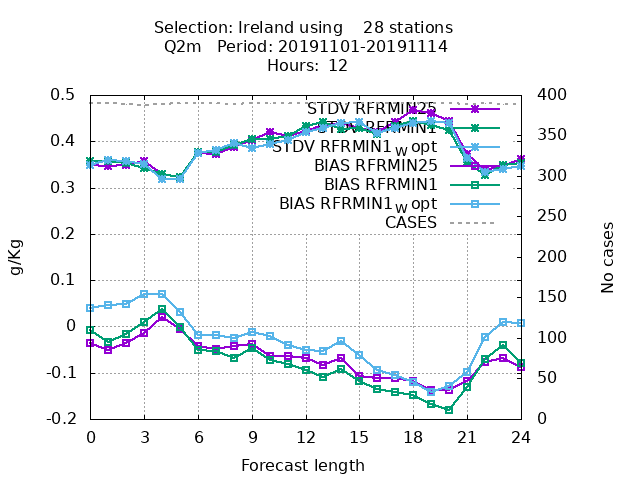 Selection: Ireland using 28 stations
Q2m Period: 20191101-20191114
Hours: 12
0.5
0.4
0.3
0.2
0.1
0
-0.1
-0.2
g/Kg
STDV RFRMIN25
STDV RFRMIN1
STDV RFRMIN1w opt
BIAS RFRMIN25
BIAS RFRMIN1
BIAS RFRMIN1w opt
CASES
400
350
300
250
200
150
100
50
0
No cases
0 3 6 9 12 15 18 21 24
Forecast length